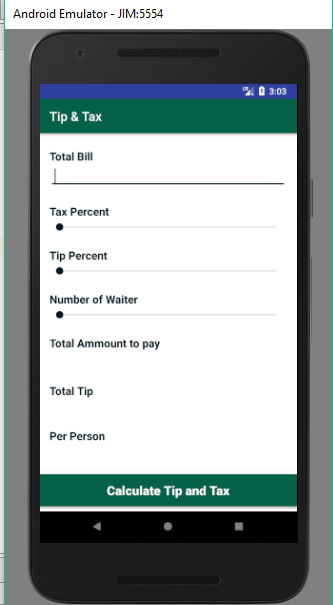 Android Emulator - JIM:5554
3:03
Tip & Tax
Total Bill
Tax Percent
Tip Percent
Number of Waiter
Total Ammount to pay
Total Tip
Per Person
Calculate Tip and Tax